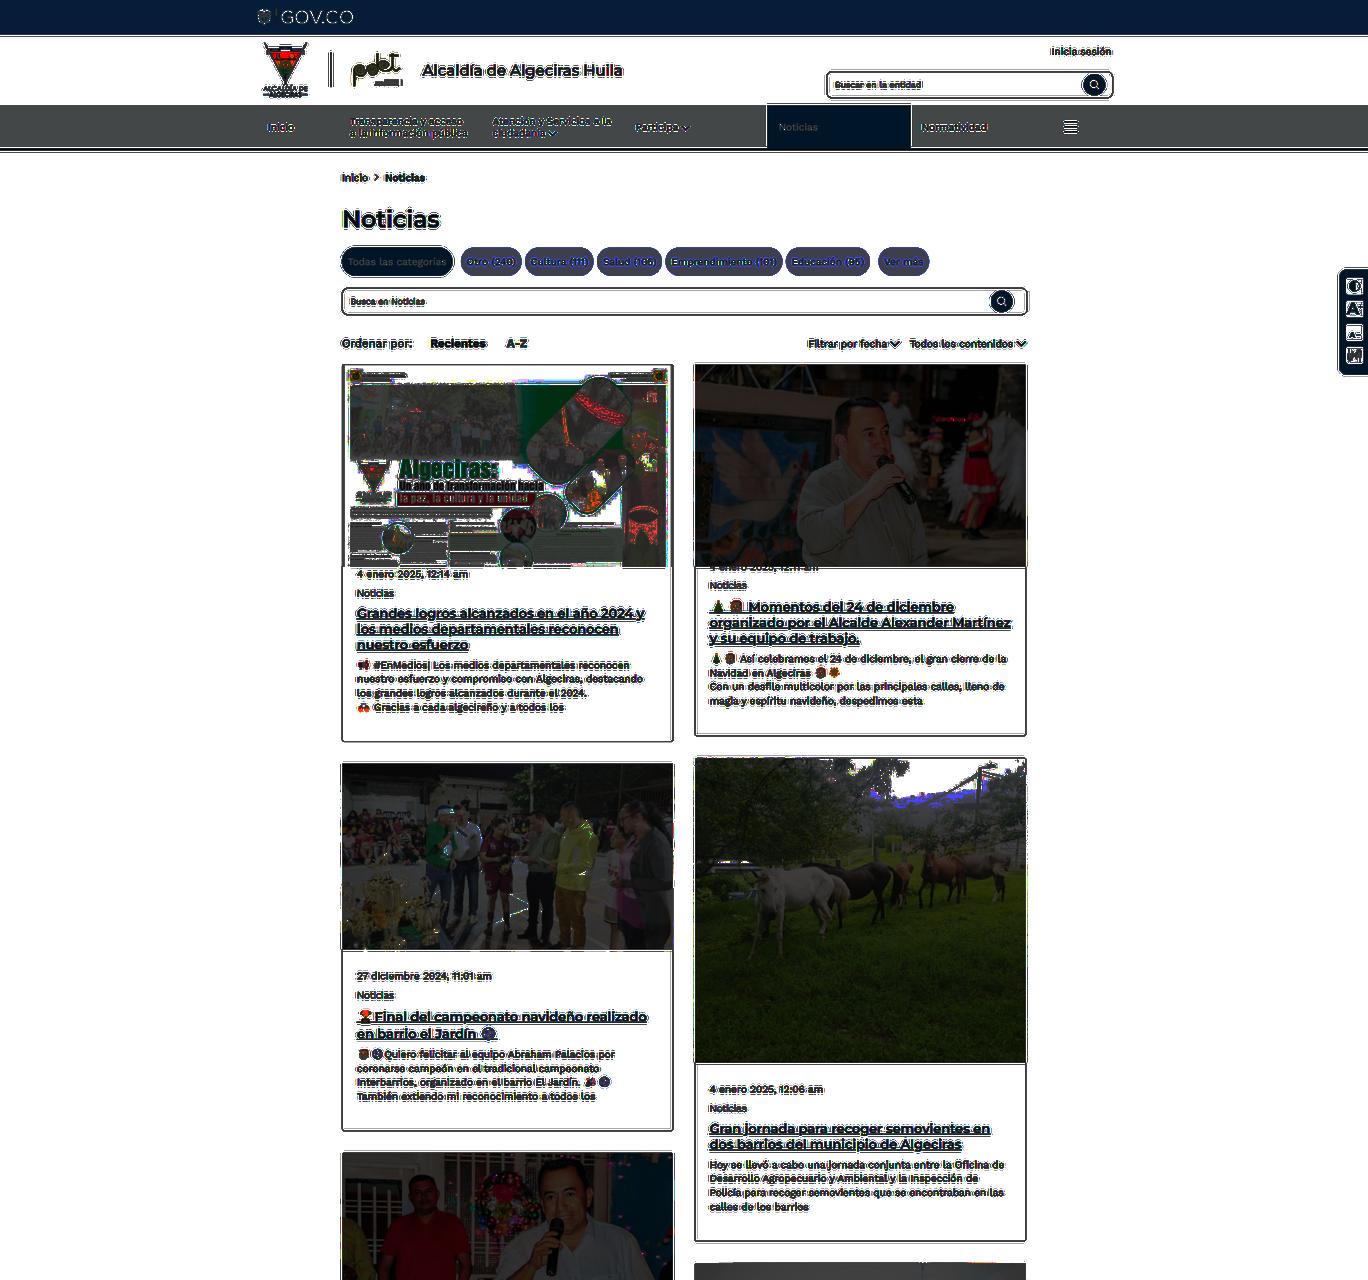 GOV.CO
ALCALDÍA DE
ALGECIRAS
pdet
Alcaldía de Algeciras Huila
Inicia sesión
Buscar en la entidad
Inicio
Transparencia y acceso
a la información pública
Atención y Servicios a la
ciudadanía
Participa
Noticias
Normatividad
Inicio > Noticias
Noticias
Todas las categorías
Cultura (111)
Ver más
Busca en Noticias
Ordenar por: Recientes A-Z
Filtrar por fecha Todos los contenidos
Algeciras:
Un año de transformación hacia
la paz, la cultura y la unidad
4 enero 2025, 12:14 am
Noticias
Grandes logros alcanzados en el año 2024 y
los medios departamentales reconocen
nuestro esfuerzo
#EnMedios| Los medios departamentales reconocen
nuestro esfuerzo y compromiso con Algeciras, destacando
los grandes logros alcanzados durante el 2024.
Gracias a cada algecireño y a todos los
4 enero 2025, 12:11 am
Noticias
🎄🎅 Momentos del 24 de diciembre
organizado por el Alcalde Alexander Martínez
y su equipo de trabajo.
Así celebramos el 24 de diciembre, el gran cierre de la
Navidad en Algeciras
Con un desfile multicolor por las principales calles, lleno de
magia y espíritu navideño, despedimos esta
27 diciembre 2024, 11:01 am
Noticias
🏆Final del campeonato navideño realizado
en barrio el Jardín
Quiero felicitar al equipo Abraham Palacios por
coronarse campeón en el tradicional campeonato
Interbarrios, organizado en el barrio El Jardín.
También extiendo mi reconocimiento a todos los
4 enero 2025, 12:06 am
Noticias
Gran jornada para recoger semovientes en
dos barrios del municipio de Algeciras
Hoy se llevó a cabo una jornada conjunta entre la Oficina de
Desarrollo Agropecuario y Ambiental y la Inspección de
Policía para recoger semovientes que se encontraban en las
calles de los barrios